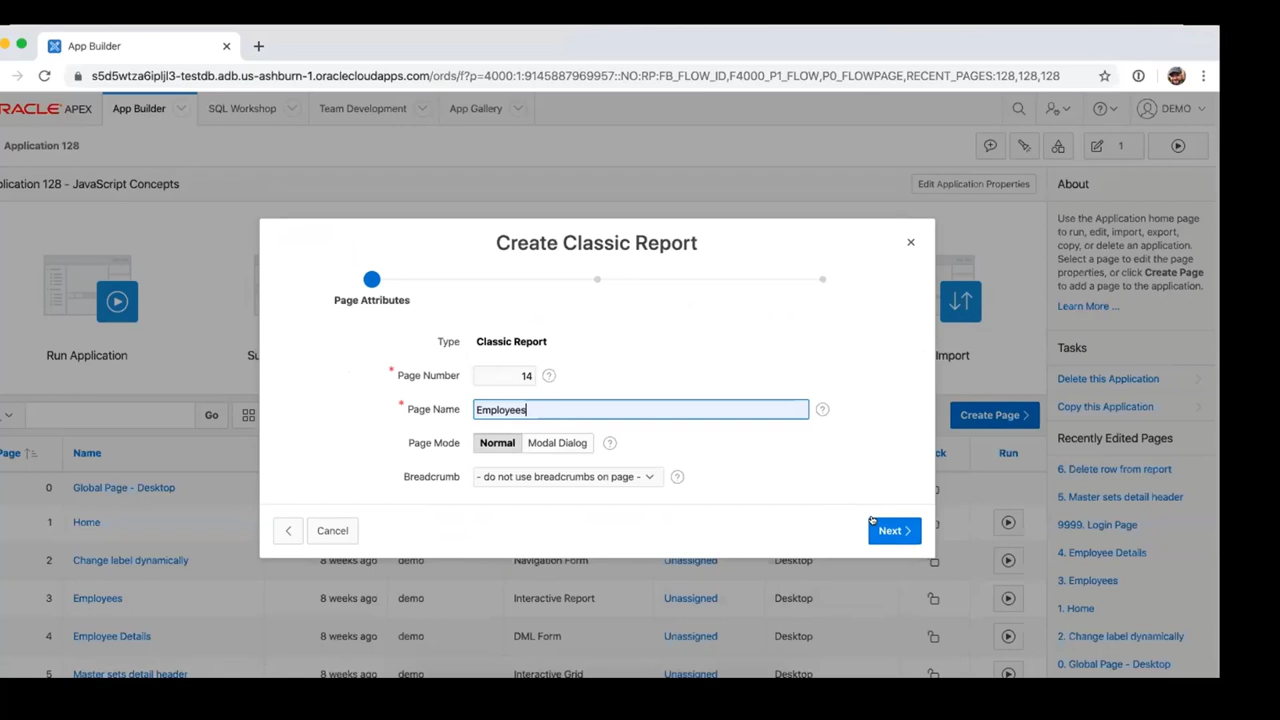 App Builder
s5d5wtza6ipljl3-testdb.adb.us-ashburn-1.oraclecloudapps.com/ords/f?p=4000:1:9145887969957::NO:RP:FB_FLOW_ID,F4000_P1_FLOW,P0_FLOWPAGE,RECENT_PAGES:128,128,128
RACLE APEX App Builder SQL Workshop Team Development App Gallery DEMO
Application 128 1
plication 128 - JavaScript Concepts Edit Application Properties About
Use the Application home page
to run, edit, import, export,
copy, or delete an application.
Select a page to edit the page
properties, or click Create Page
to add a page to the application.
Learn More ...
Run Application Su Import
Create Classic Report
Page Attributes
Type Classic Report
Page Number 14
Page Name Employees
Page Mode Normal Modal Dialog
Breadcrumb - do not use breadcrumbs on page -
Cancel Next
Tasks
Delete this Application
Copy this Application
Recently Edited Pages
6. Delete row from report
5. Master sets detail header
9999. Login Page
4. Employee Details
3. Employees
1. Home
2. Change label dynamically
0. Global Page - Desktop
Go Create Page
Page Name ck Run
0 Global Page - Desktop
1 Home
2 Change label dynamically 8 weeks ago demo Navigation Form Unassigned Desktop
3 Employees 8 weeks ago demo Interactive Report Unassigned Desktop
4 Employee Details 8 weeks ago demo DML Form Unassigned Desktop
5 Master sets detail header 8 weeks ago demo Interactive Grid Unassigned Desktop